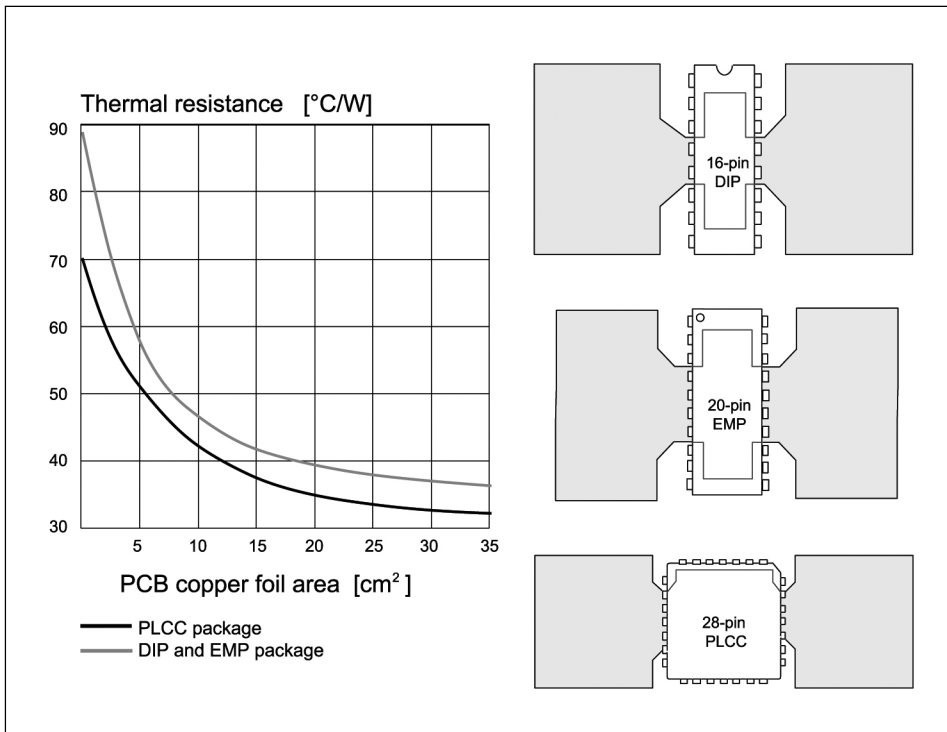 Thermal resistance [°C/W]
90
80
70
60
50
40
30
5 10 15 20 25 30 35
PCB copper foil area [cm²]
PLCC package
DIP and EMP package
16-pin
DIP
20-pin
EMP
28-pin
PLCC